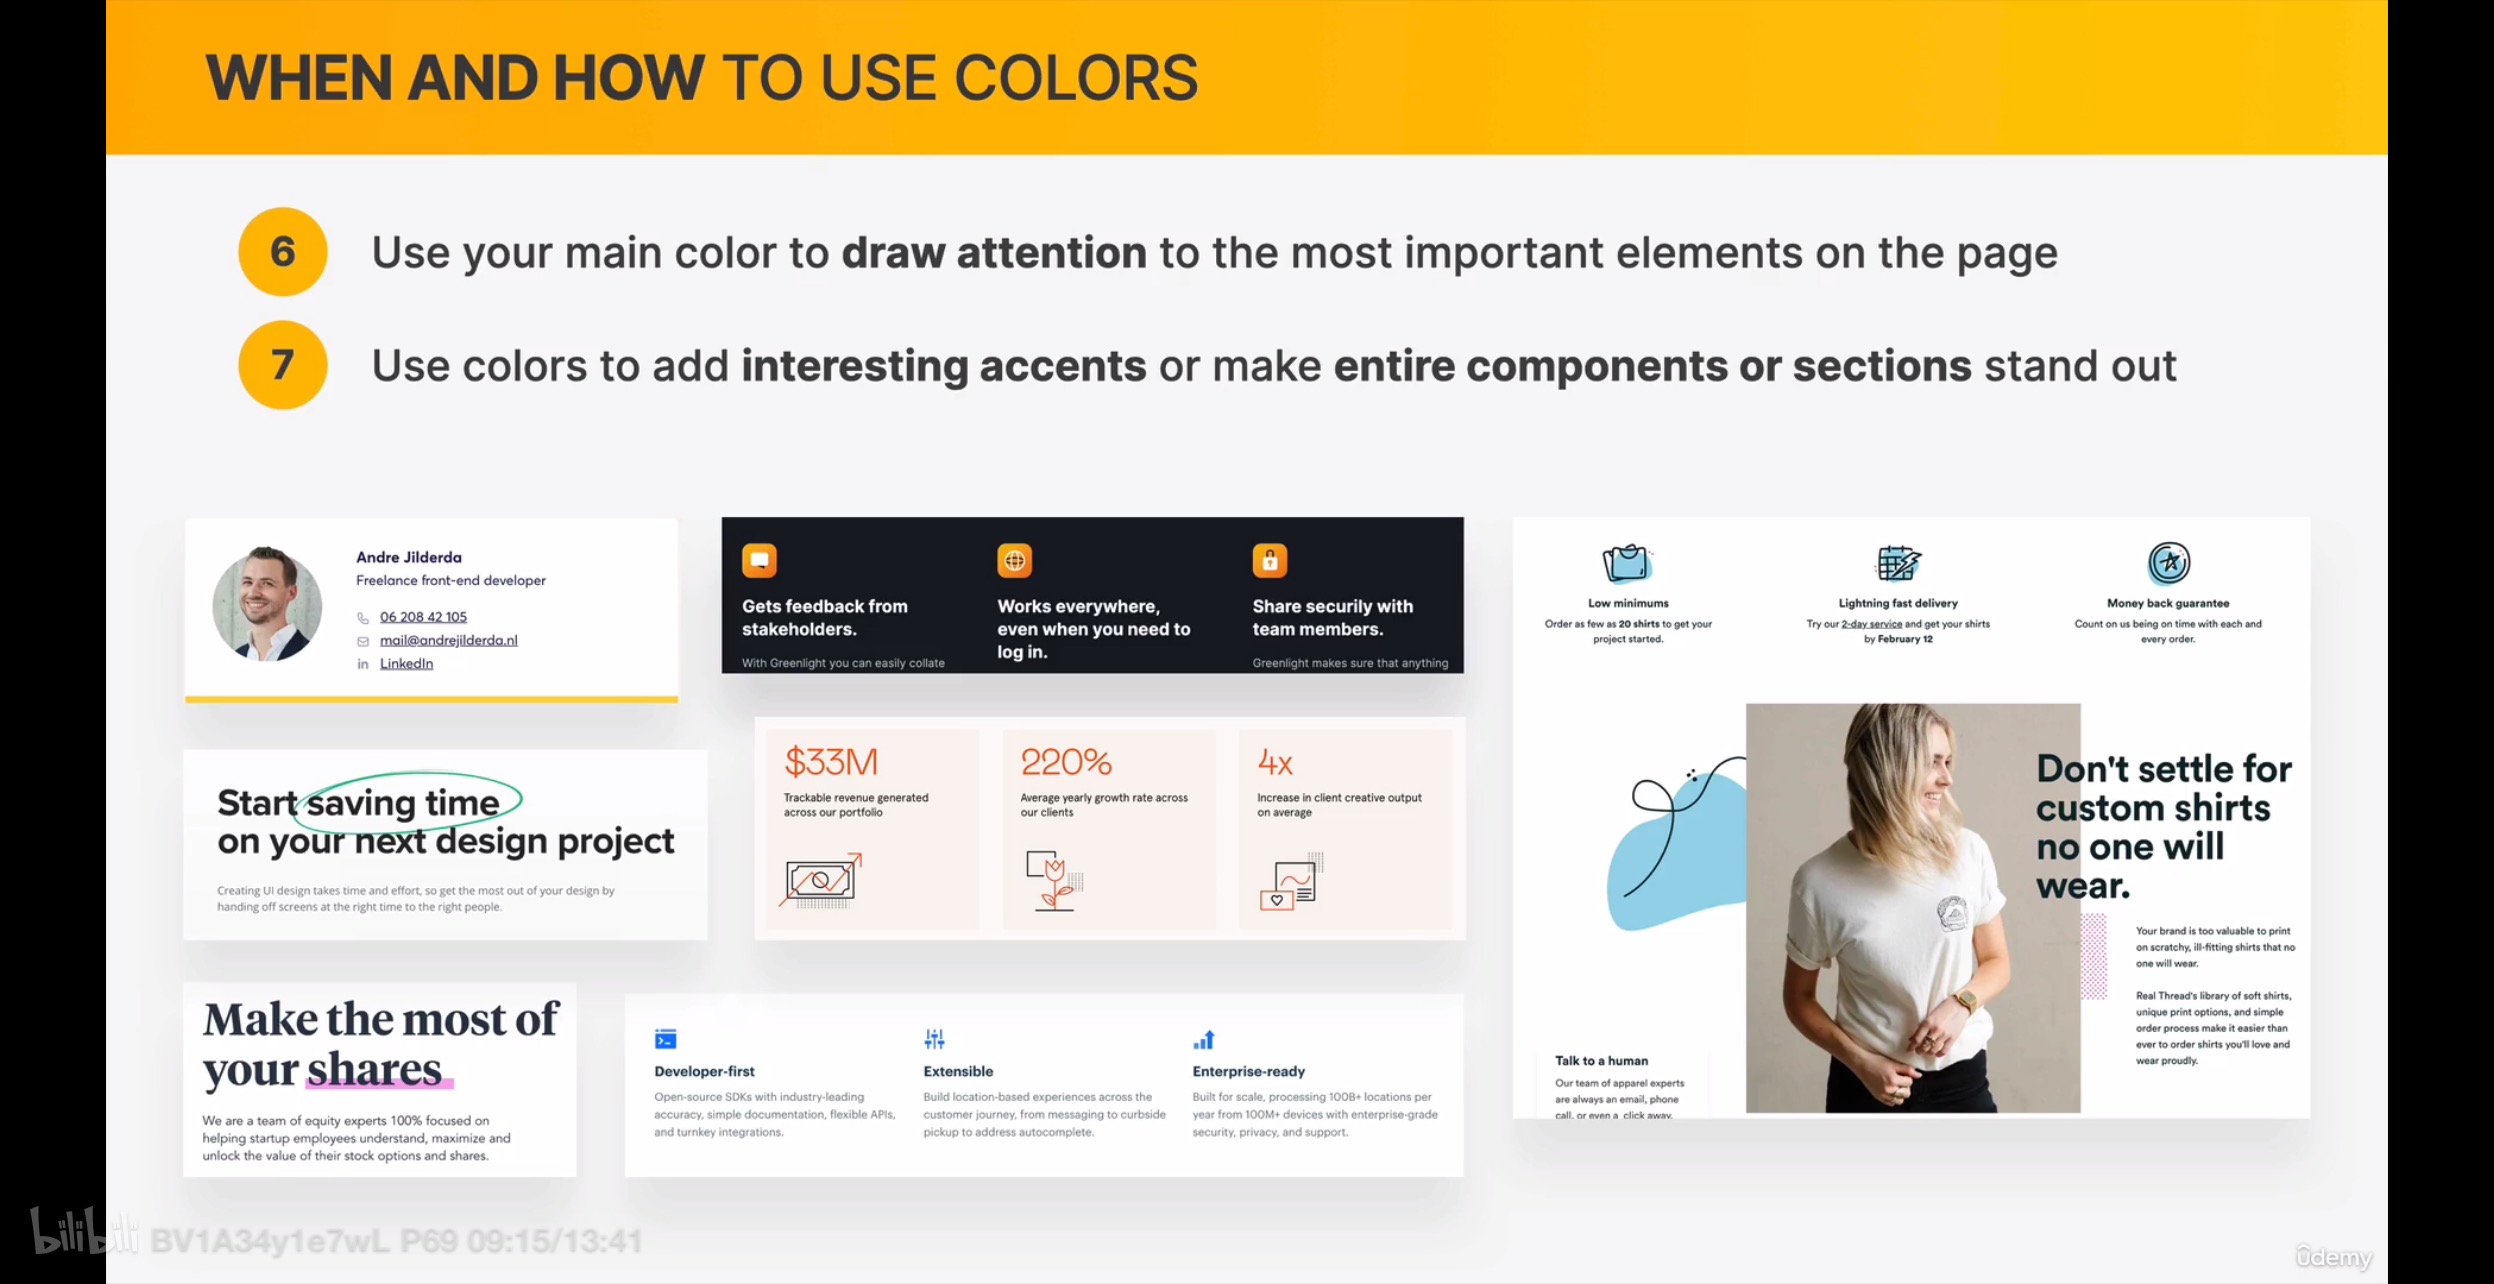 WHEN AND HOW TO USE COLORS
6
Use your main color to draw attention to the most important elements on the page
7
Use colors to add interesting accents or make entire components or sections stand out
Andre Jilderda
Freelance front-end developer
06 208 42 105
mail@andrejilderda.nl
in LinkedIn
Start saving time
on your next design project
Creating UI design takes time and effort, so get the most out of your design by
handing off screens at the right time to the right people.
Make the most of
your shares
We are a team of equity experts 100% focused on
helping startup employees understand, maximize and
unlock the value of their stock options and shares.
Gets feedback from
stakeholders.
With Greenlight you can easily collate
Works everywhere,
even when you need to
log in.
Share securily with
team members.
Greenlight makes sure that anything
$33M
Trackable revenue generated
across our portfolio
220%
Average yearly growth rate across
our clients
4x
Increase in client creative output
on average
Developer-first
Open-source SDKs with industry-leading
accuracy, simple documentation, flexible APIs,
and turnkey integrations.
Extensible
Build location-based experiences across the
customer journey, from messaging to curbside
pickup to address autocomplete.
Enterprise-ready
Built for scale, processing 100B+ locations per
year from 100M+ devices with enterprise-grade
security, privacy, and support.
Low minimums
Order as few as 20 shirts to get your
project started.
Lightning fast delivery
Try our 2-day service and get your shirts
by February 12
Money back guarantee
Count on us being on time with each and
every order.
Don't settle for
custom shirts
no one will
wear.
Your brand is too valuable to print
on scratchy, ill-fitting shirts that no
one will wear.
Real Thread's library of soft shirts,
unique print options, and simple
order process make it easier than
ever to order shirts you'll love and
wear proudly.
Talk to a human
Our team of apparel experts
are always an email, phone
call, or even a click away.
bilibili BV1A34y1e7wL P69 09:15/13:41
ûdemy